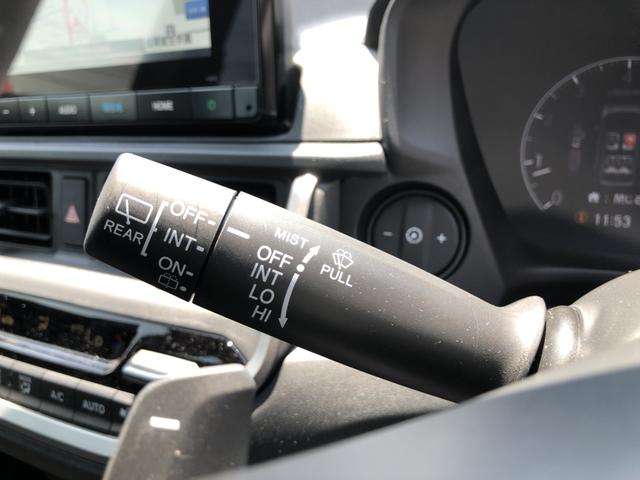 AUDIO
HOME
OFF
INT
ON
REAR
MIST
PULL
OFF
INT
LO
HI
A/C
AUTO
11:53